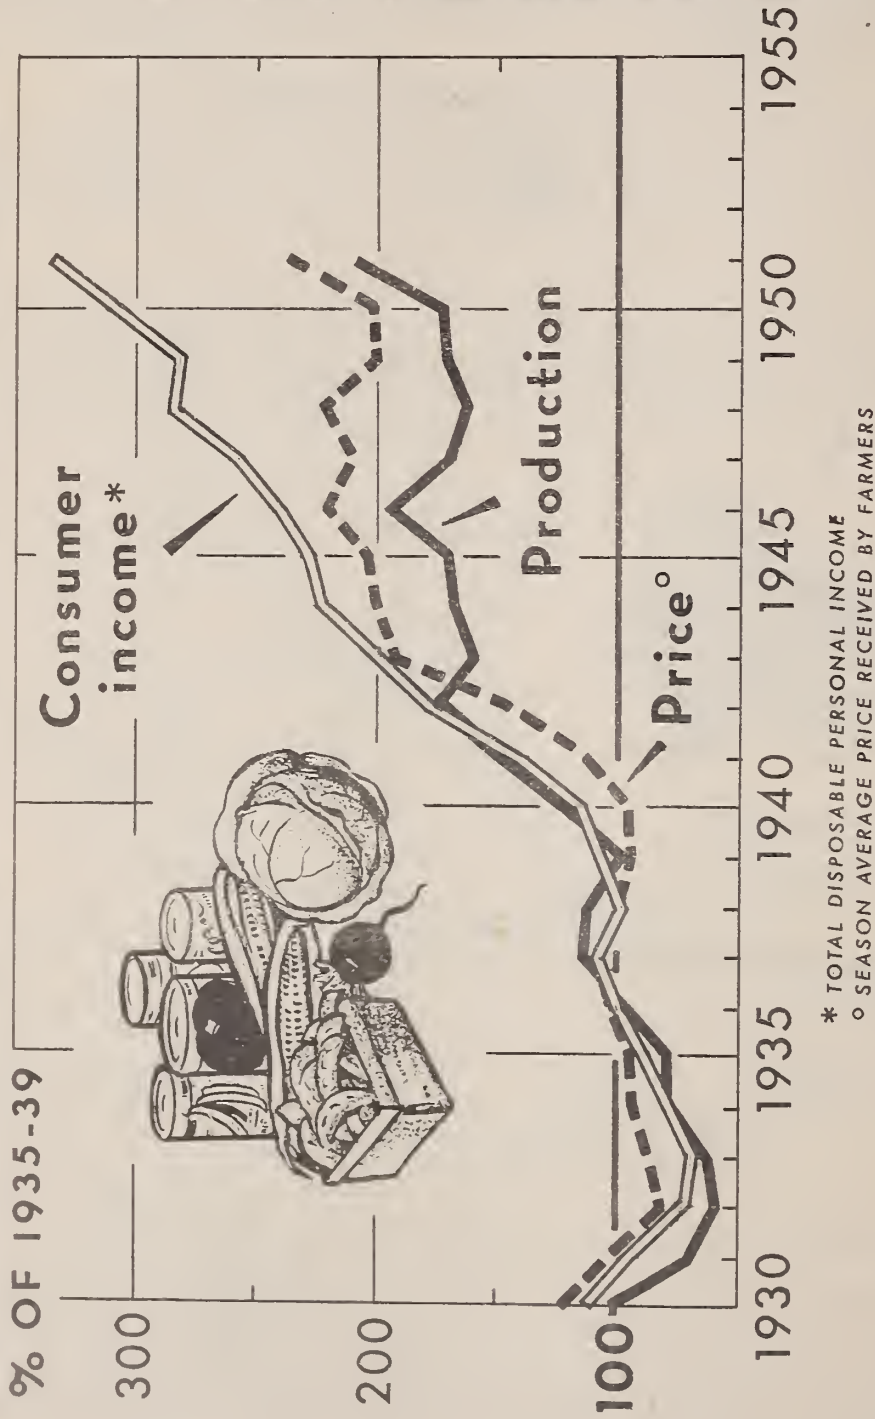 % OF 1935-39
300
200
100
Consumer
income*
Production
Price°
1930
1935
1940
1945
1950
1955
* TOTAL DISPOSABLE PERSONAL INCOME
° SEASON AVERAGE PRICE RECEIVED BY FARMERS